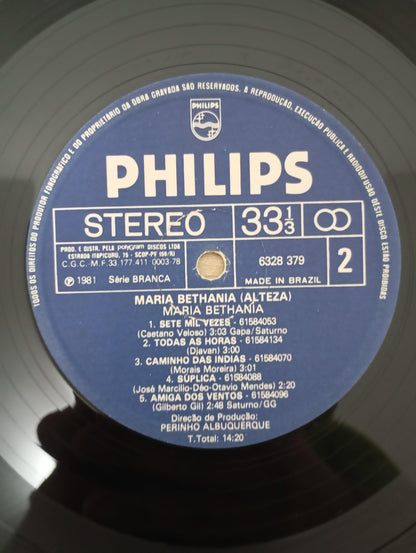 TODOS OS DIREITOS DO PRODUTOR FONOGRÁFICO E DO PROPRIETÁRIO DA OBRA GRAVADA SÃO RESERVADOS. A REPRODUÇÃO, EXECUÇÃO PÚBLICA E RADIODIFUSÃO DESTE DISCO ESTÃO PROIBIDAS
PHILIPS
PHILIPS
STEREO 33 1/3
PROD. E DISTR. PELA polygram DISCOS LTDA
ESTRADA ITAPICURU, 75 - SCDP-PF 156/RJ
C.G.C.-M.F. 33 177 411 0003 78
6328 379
2
℗ 1981 Série BRANCA
MADE IN BRAZIL
MARIA BETHANIA (ALTEZA)
MARIA BETHANIA
1. SETE MIL VEZES - 61584053
(Caetano Veloso) 3:03 Gapa/Saturno
2. TODAS AS HORAS - 61584134
(Djavan) 3:00
3. CAMINHO DAS INDIAS - 61584070
(Morais Moreira) 3:21
4. SÚPLICA - 61584088
(José Marcílio-Déo-Otavio Mendes) 2:20
5. AMIGA DOS VENTOS - 61584096
(Gilberto Gil) 2:48 Saturno/GG
Direção de Produção:
PERINHO ALBUQUERQUE
T. Total: 14:20